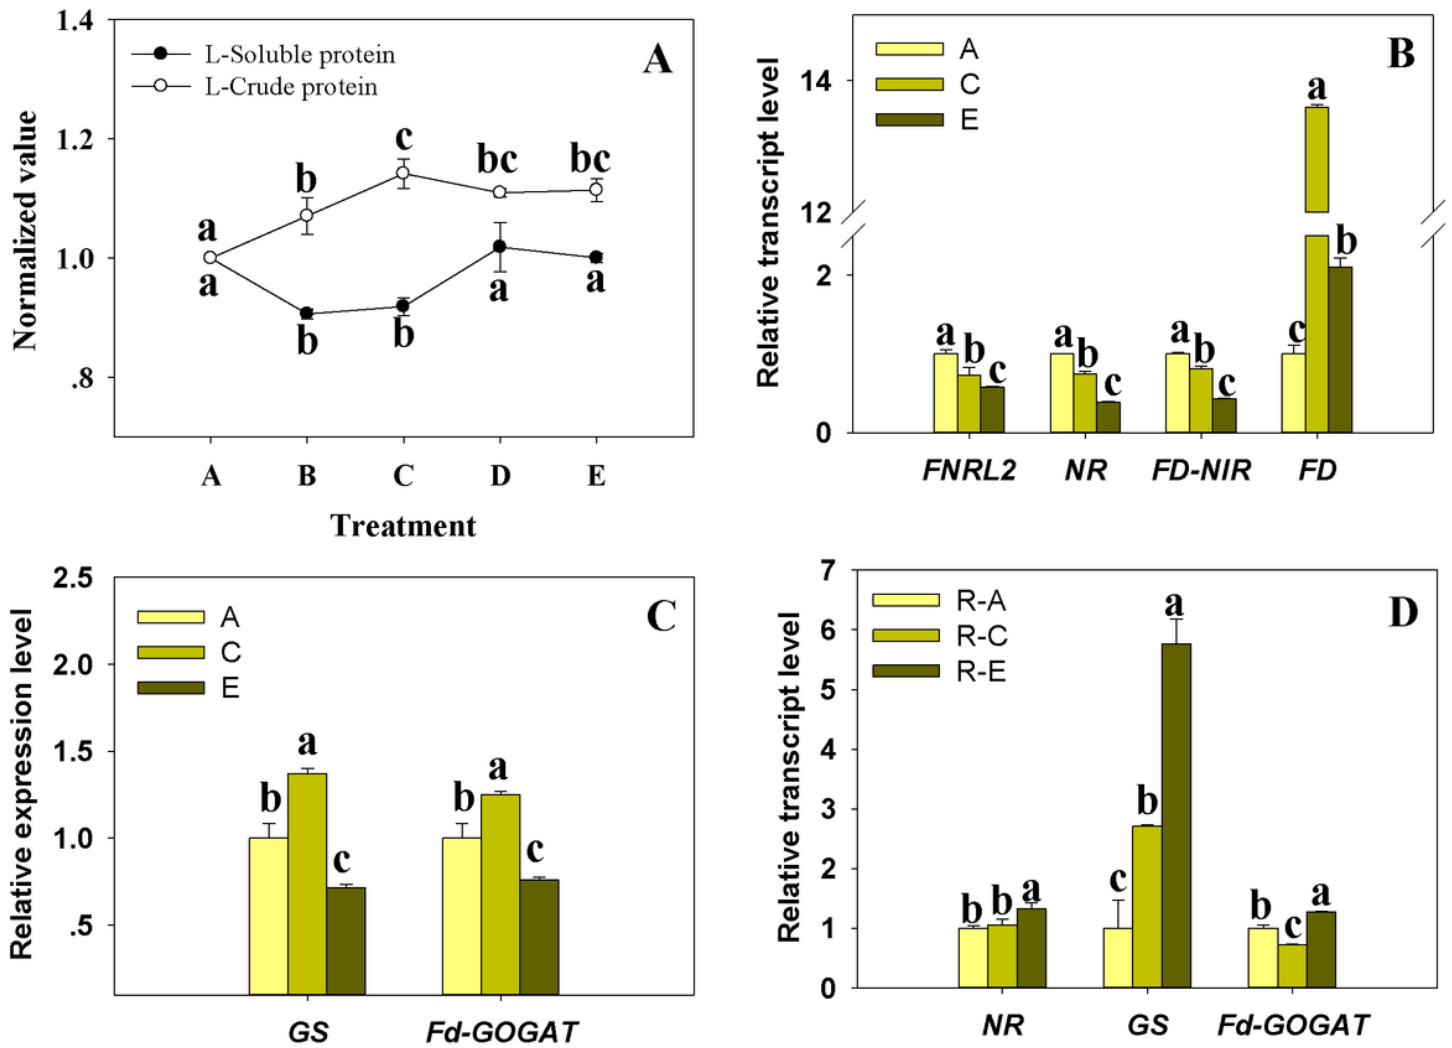 1.4
1.2
1.0
.8
Normalized value
L-Soluble protein
L-Crude protein
A
a
b
c
bc
bc
a
b
b
a
a
A B C D E
Treatment
B
14
12
2
0
Relative transcript level
A
C
E
a b c
a b c
a b c
c a b
FNRL2 NR FD-NIR FD
C
2.5
2.0
1.5
1.0
.5
Relative expression level
A
C
E
b a c
b a c
GS Fd-GOGAT
D
7
6
5
4
3
2
1
0
Relative transcript level
R-A
R-C
R-E
b b a
c b a
b c a
NR GS Fd-GOGAT